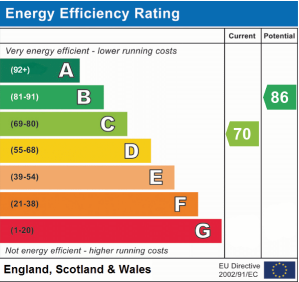 Energy Efficiency Rating
Current Potential
Very energy efficient - lower running costs
(92+) A
(81-91) B 86
(69-80) C 70
(55-68) D
(39-54) E
(21-38) F
(1-20) G
Not energy efficient - higher running costs
England, Scotland & Wales
EU Directive
2002/91/EC